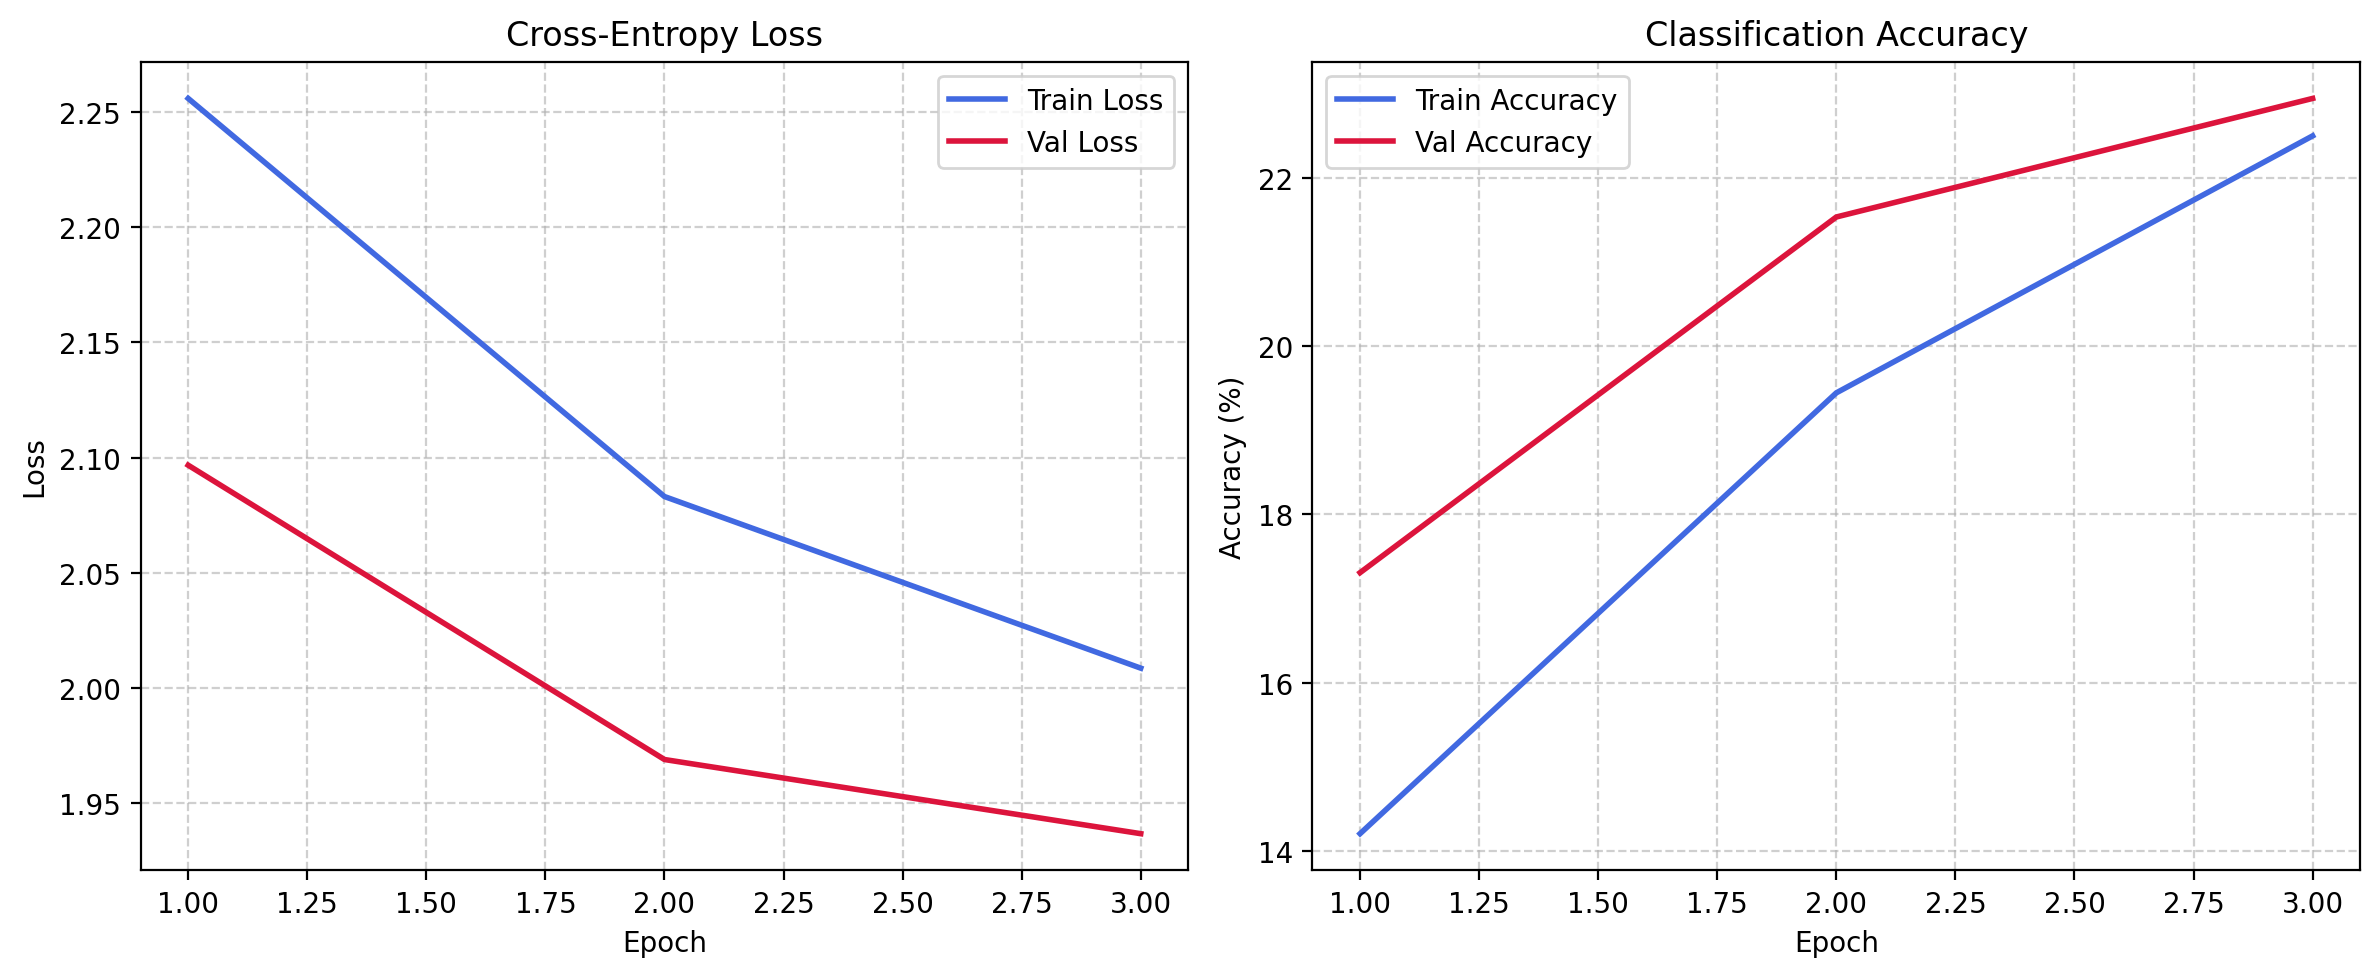 Cross-Entropy Loss
Train Loss
Val Loss
2.25
2.20
2.15
2.10
2.05
2.00
1.95
Loss
1.00 1.25 1.50 1.75 2.00 2.25 2.50 2.75 3.00
Epoch
Classification Accuracy
Train Accuracy
Val Accuracy
22
20
18
16
14
Accuracy (%)
1.00 1.25 1.50 1.75 2.00 2.25 2.50 2.75 3.00
Epoch